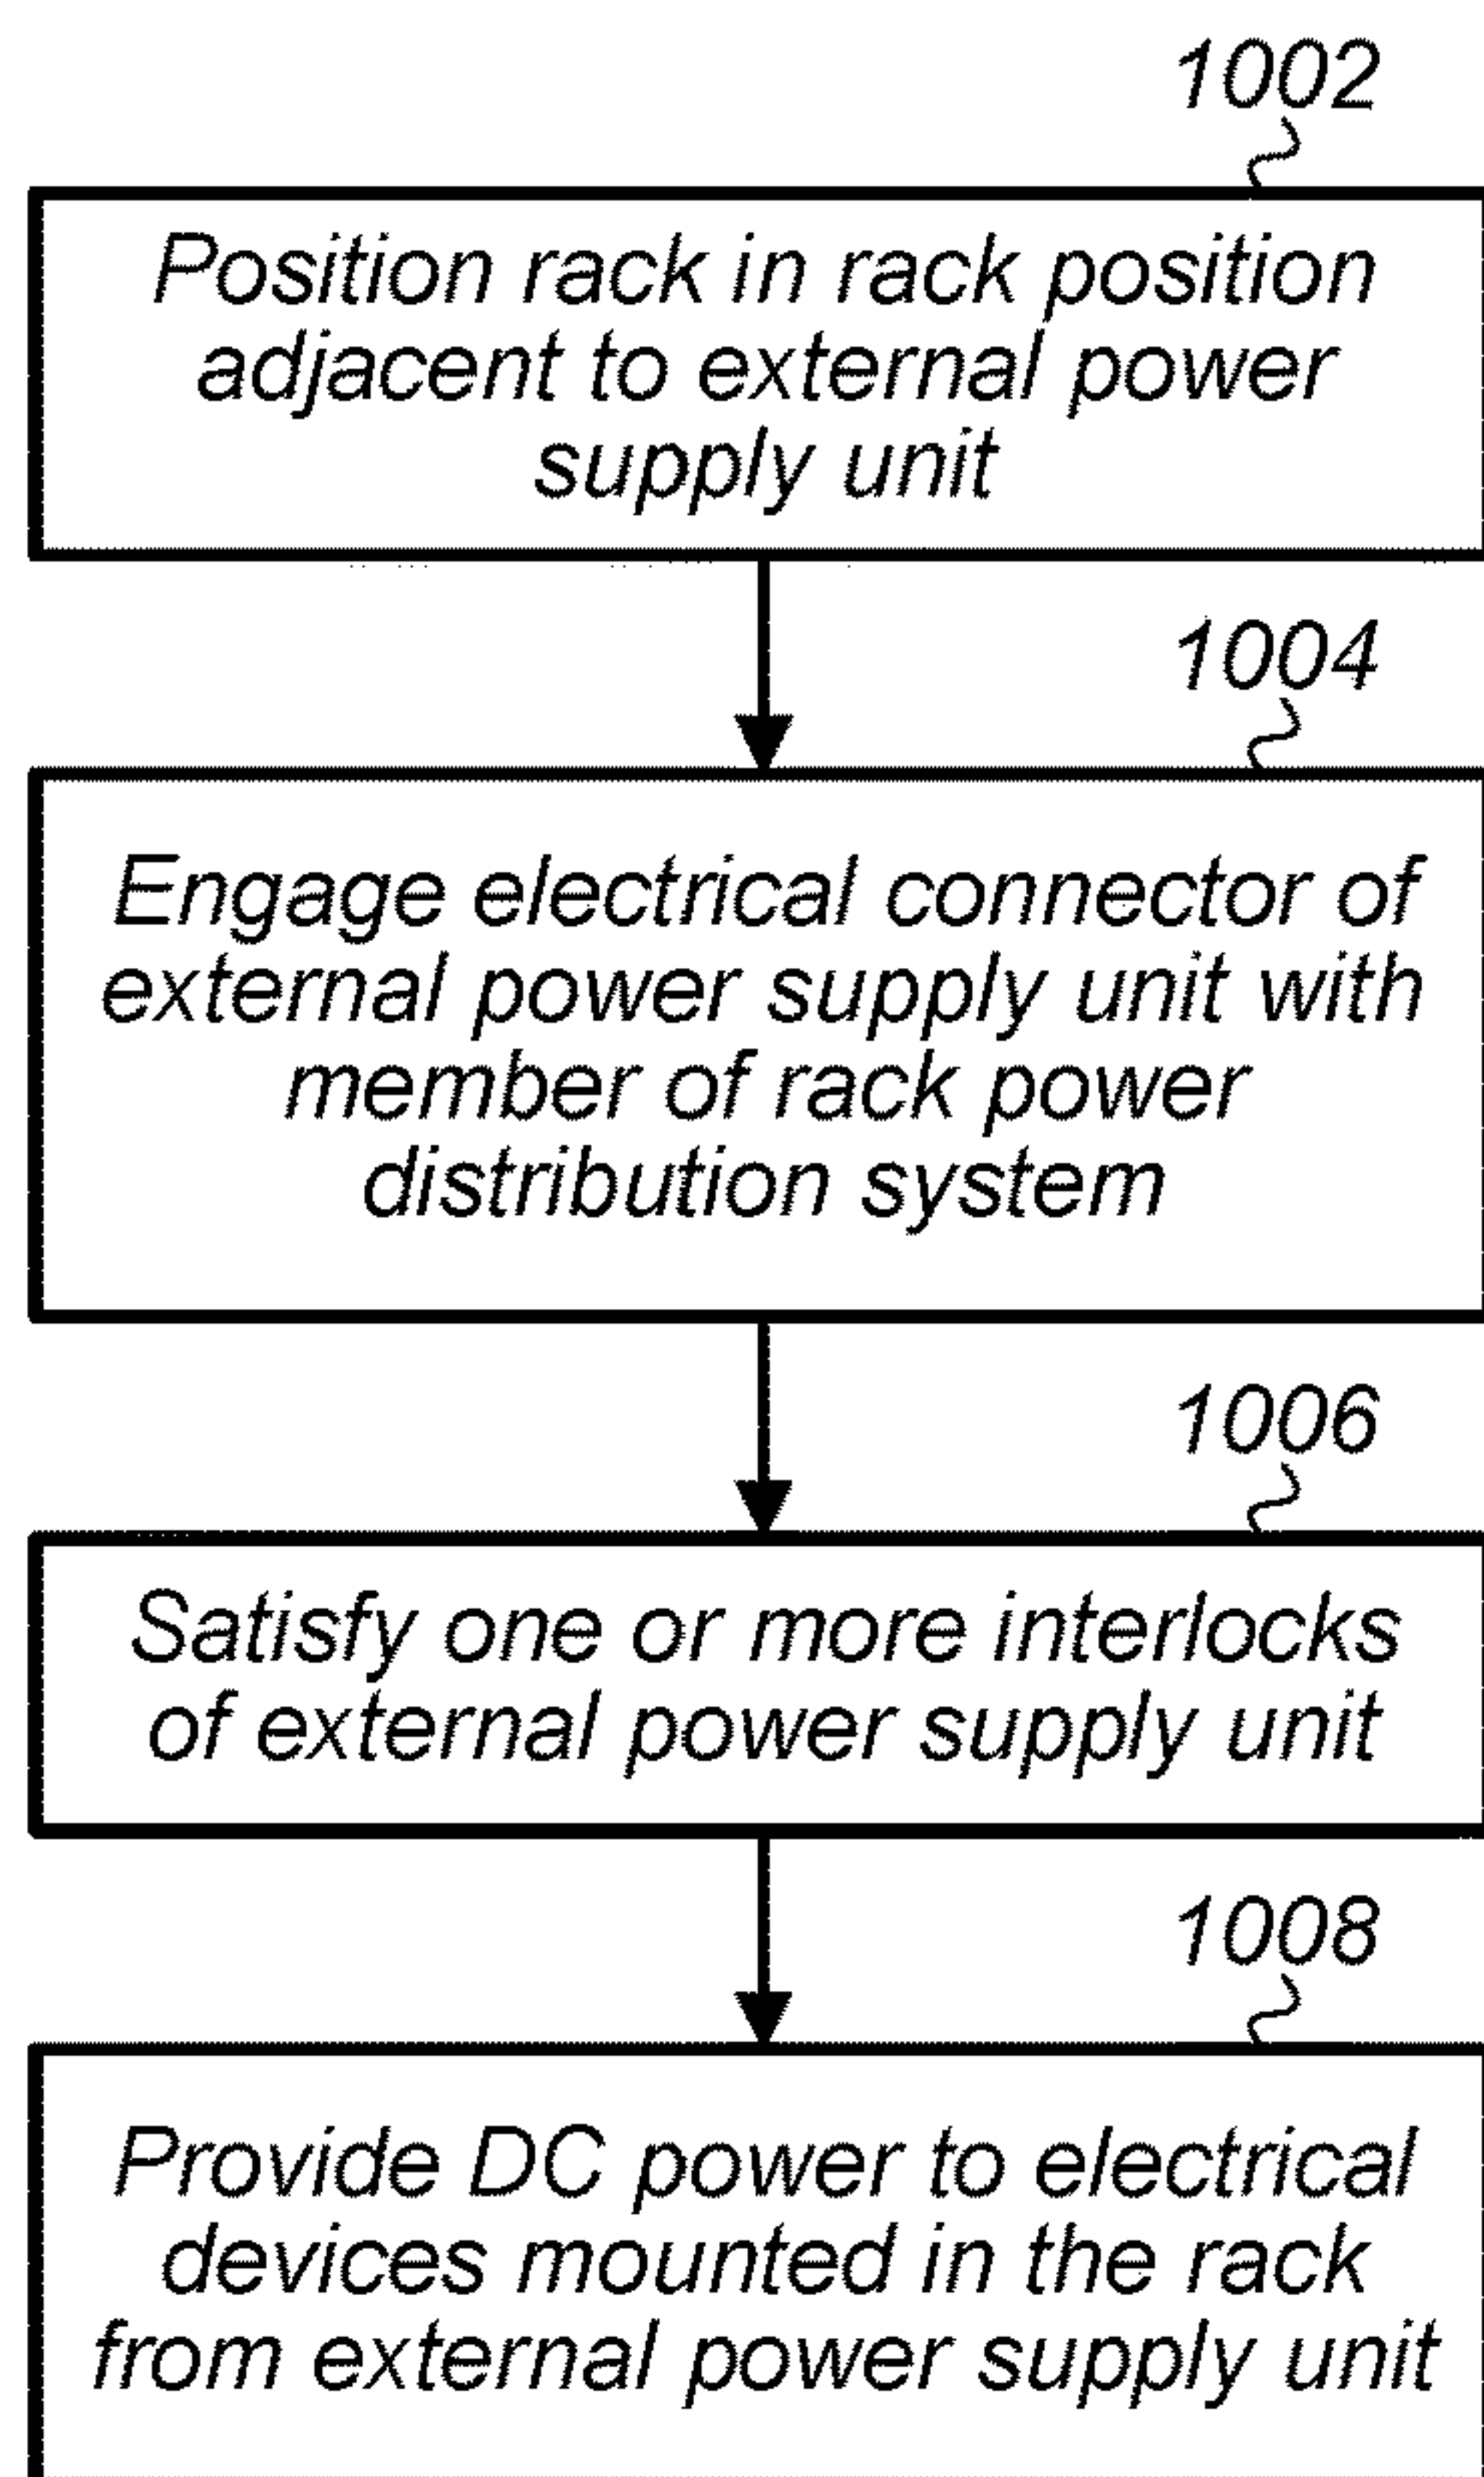 1002
Position rack in rack position
adjacent to external power
supply unit
1004
Engage electrical connector of
external power supply unit with
member of rack power
distribution system
1006
Satisfy one or more interlocks
of external power supply unit
1008
Provide DC power to electrical
devices mounted in the rack
from external power supply unit